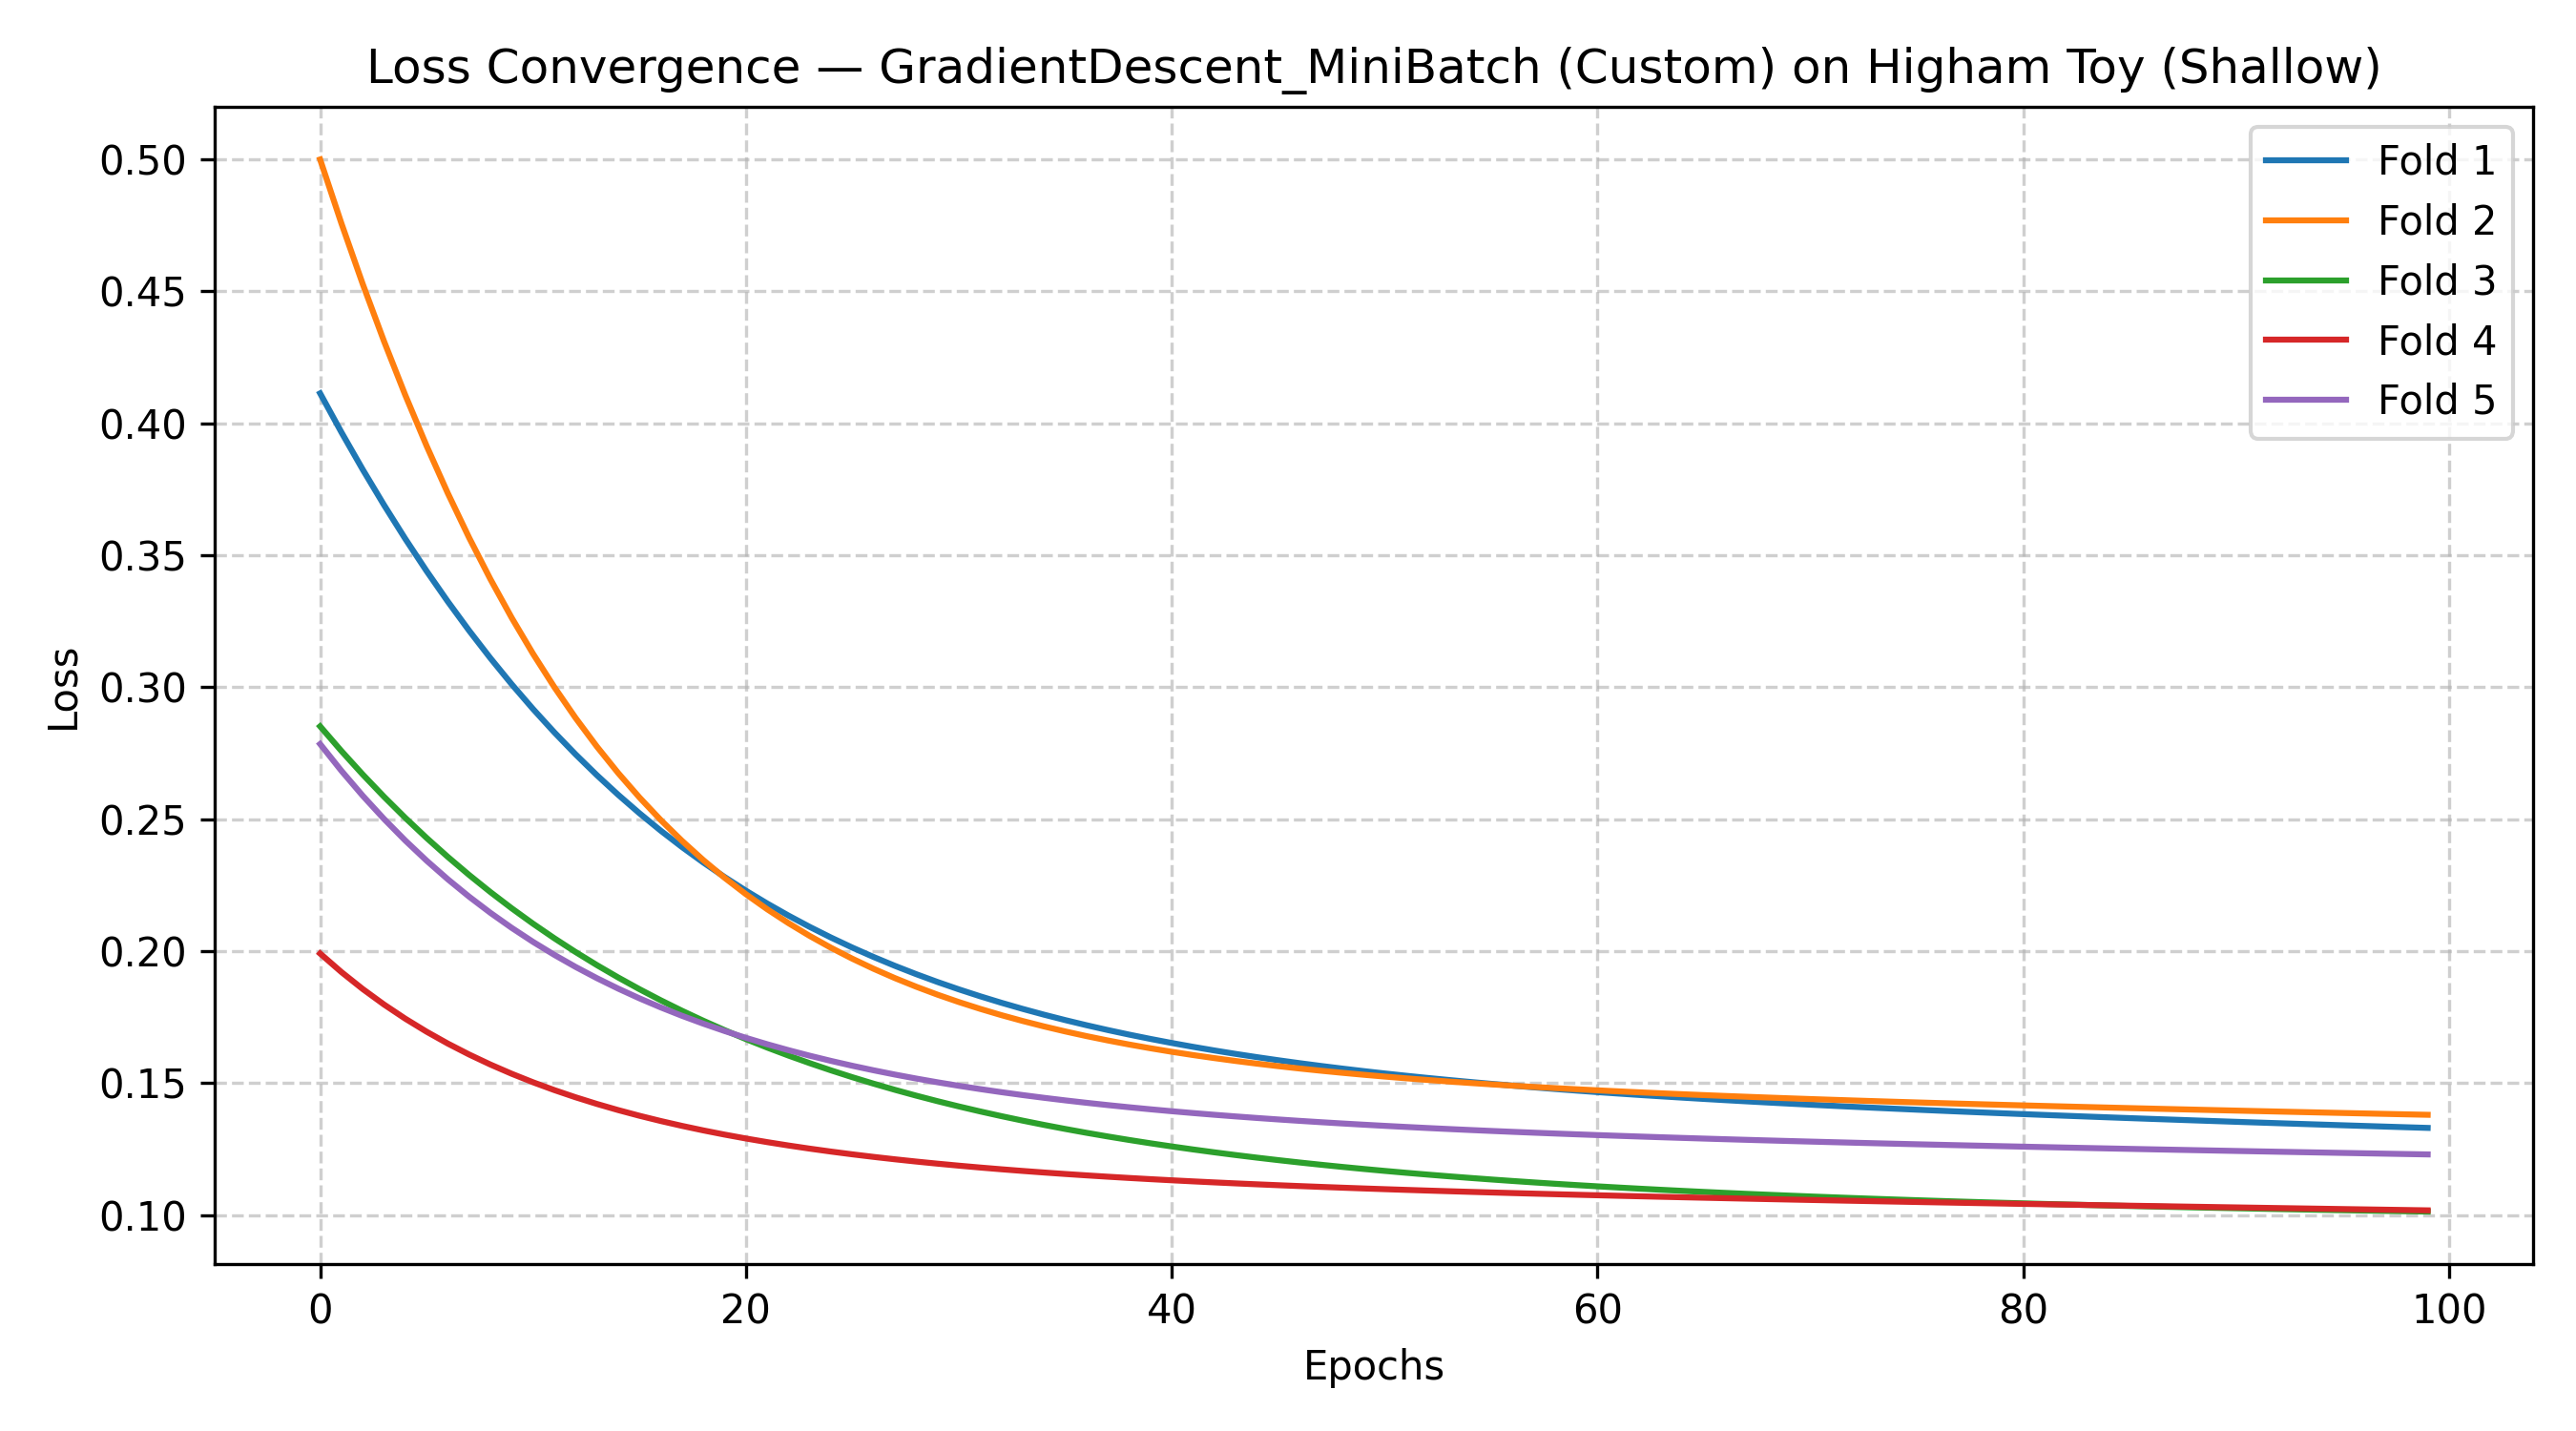 Loss Convergence — GradientDescent_MiniBatch (Custom) on Higham Toy (Shallow)
Fold 1
Fold 2
Fold 3
Fold 4
Fold 5
Loss
0.50
0.45
0.40
0.35
0.30
0.25
0.20
0.15
0.10
0 20 40 60 80 100
Epochs